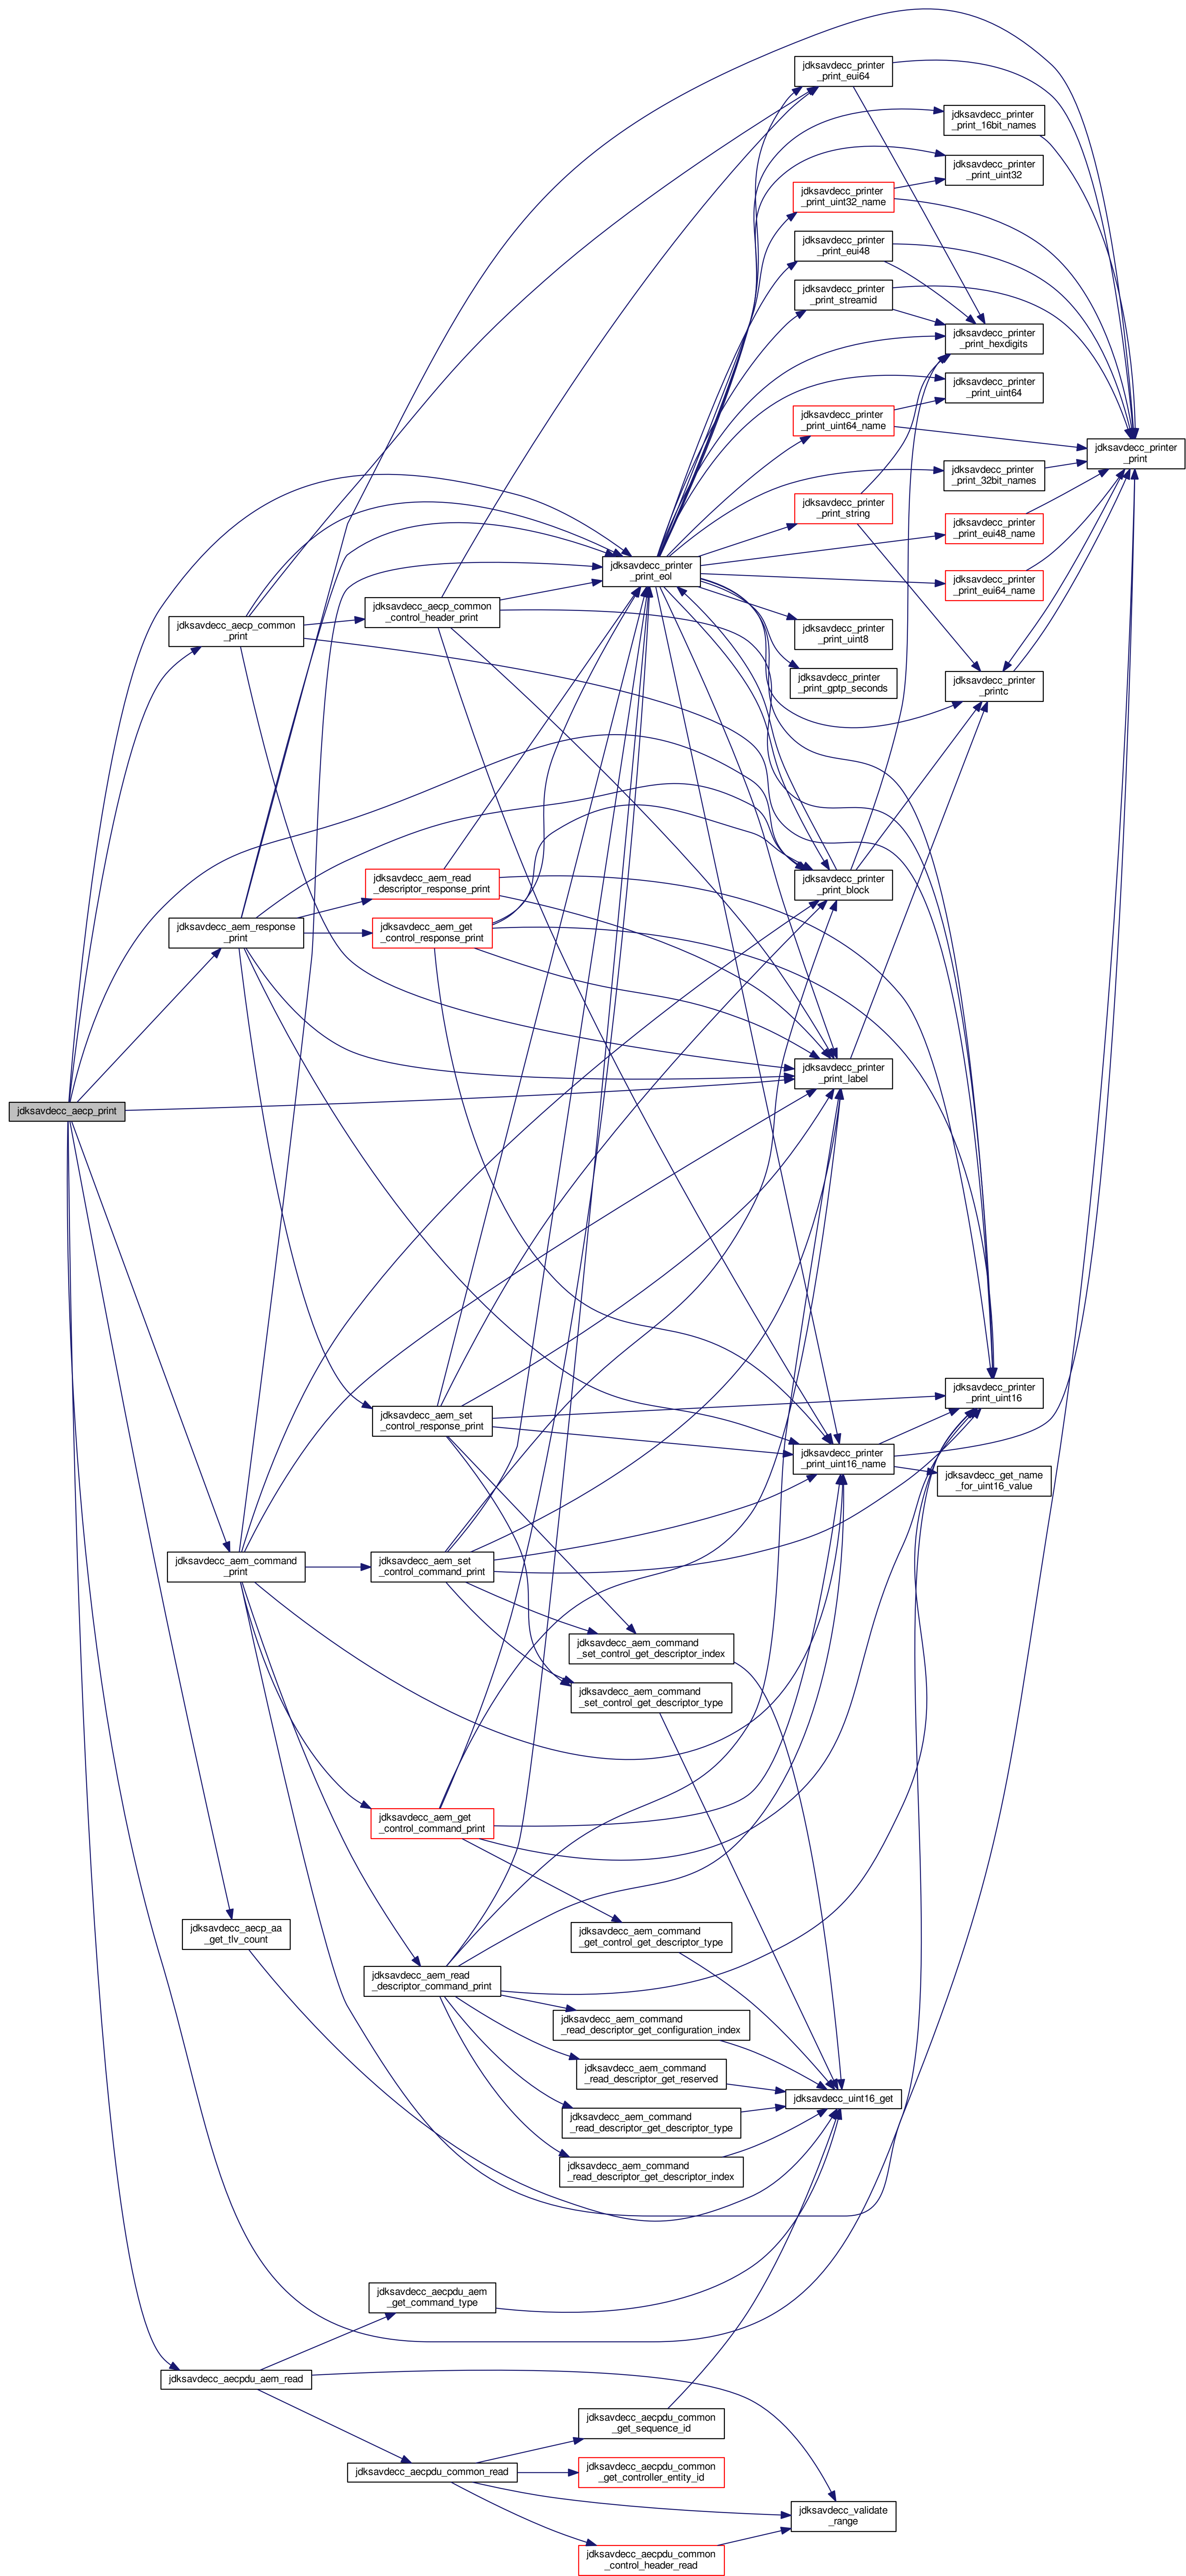 jdksavdecc_printer
_print_eui64
jdksavdecc_printer
_print_16bit_names
jdksavdecc_printer
_print_uint32
jdksavdecc_printer
_print_uint32_name
jdksavdecc_printer
_print_eui48
jdksavdecc_printer
_print_streamid
jdksavdecc_printer
_print_hexdigits
jdksavdecc_printer
_print_uint64
jdksavdecc_printer
_print_uint64_name
jdksavdecc_printer
_print
jdksavdecc_printer
_print_32bit_names
jdksavdecc_printer
_print_string
jdksavdecc_printer
_print_eui48_name
jdksavdecc_printer
_print_eol
jdksavdecc_printer
_print_eui64_name
jdksavdecc_aecp_common
_control_header_print
jdksavdecc_aecp_common
_print
jdksavdecc_printer
_print_uint8
jdksavdecc_printer
_print_gptp_seconds
jdksavdecc_printer
_printc
jdksavdecc_aem_read
_descriptor_response_print
jdksavdecc_printer
_print_block
jdksavdecc_aem_response
_print
jdksavdecc_aem_get
_control_response_print
jdksavdecc_printer
_print_label
jdksavdecc_aecp_print
jdksavdecc_printer
_print_uint16
jdksavdecc_aem_set
_control_response_print
jdksavdecc_printer
_print_uint16_name
jdksavdecc_get_name
_for_uint16_value
jdksavdecc_aem_command
_print
jdksavdecc_aem_set
_control_command_print
jdksavdecc_aem_command
_set_control_get_descriptor_index
jdksavdecc_aem_command
_set_control_get_descriptor_type
jdksavdecc_aem_get
_control_command_print
jdksavdecc_aecp_aa
_get_tlv_count
jdksavdecc_aem_command
_get_control_get_descriptor_type
jdksavdecc_aem_read
_descriptor_command_print
jdksavdecc_aem_command
_read_descriptor_get_configuration_index
jdksavdecc_aem_command
_read_descriptor_get_reserved
jdksavdecc_uint16_get
jdksavdecc_aem_command
_read_descriptor_get_descriptor_type
jdksavdecc_aem_command
_read_descriptor_get_descriptor_index
jdksavdecc_aecpdu_aem
_get_command_type
jdksavdecc_aecpdu_aem_read
jdksavdecc_aecpdu_common
_get_sequence_id
jdksavdecc_aecpdu_common_read
jdksavdecc_aecpdu_common
_get_controller_entity_id
jdksavdecc_validate
_range
jdksavdecc_aecpdu_common
_control_header_read